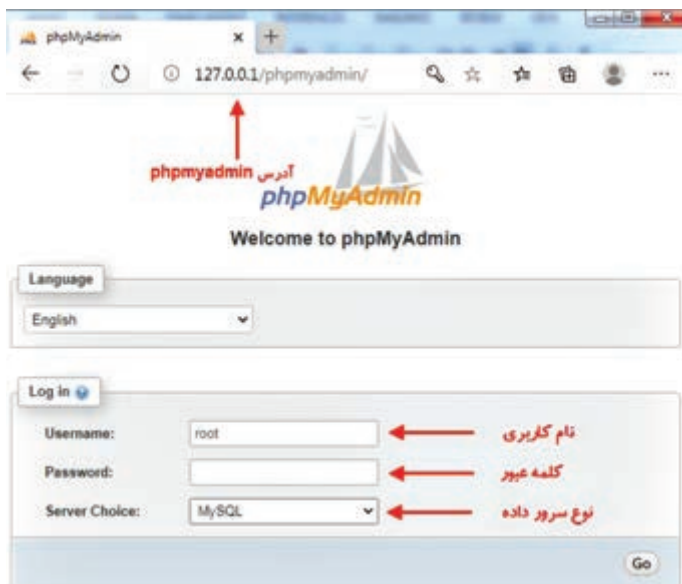 phpMyAdmin
127.0.0.1/phpmyadmin/
آدرس phpmyadmin
phpMyAdmin
Welcome to phpMyAdmin
Language
English
Log in
Username: root نام کاربری
Password: کلمه عبور
Server Choice: MySQL نوع سرور داده
Go